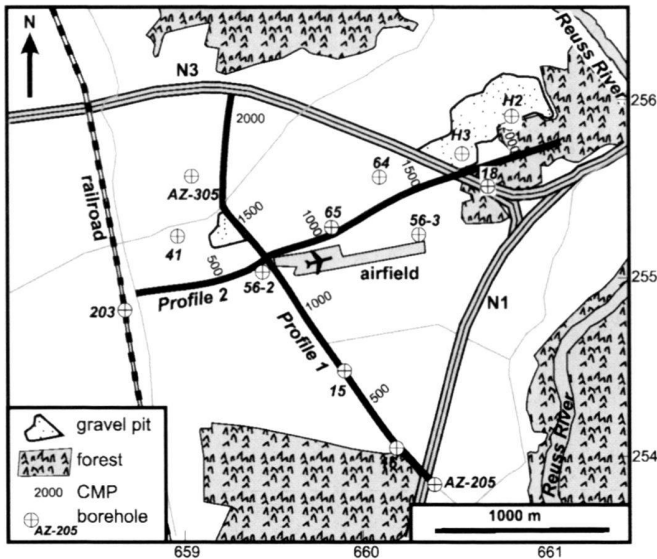 N
N3
Reuss River
256
2000
H2
H3
1500
18
64
AZ-305
railroad
1500
65
1000
56-3
41
500
56-2
airfield
255
203
Profile 2
1000
Profile 1
N1
15
500
Reuss River
254
AZ-205
gravel pit
forest
2000 CMP
borehole
AZ-205
1000 m
659
660
661